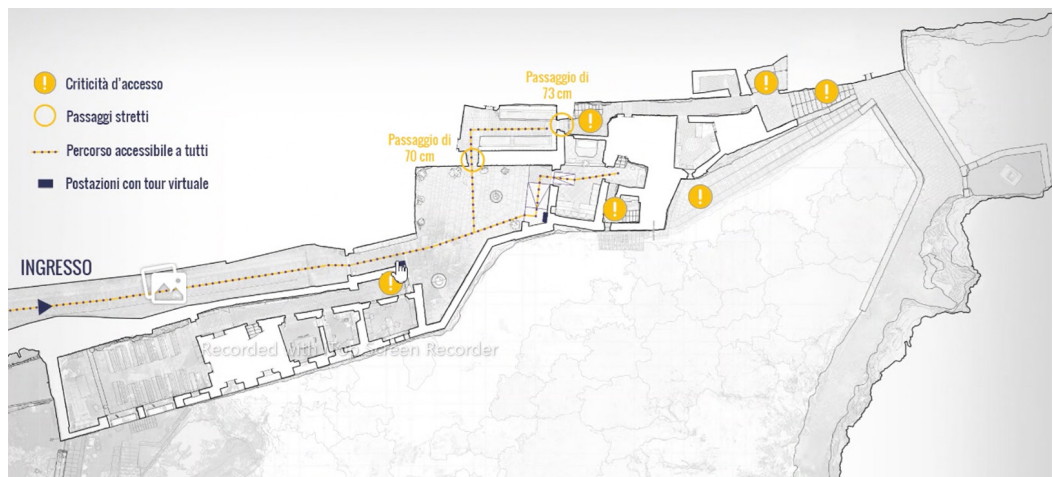 Criticità d'accesso
Passaggi stretti
Percorso accessibile a tutti
Postazioni con tour virtuale
Passaggio di
73 cm
Passaggio di
70 cm
INGRESSO
Recorded with Top Screen Recorder